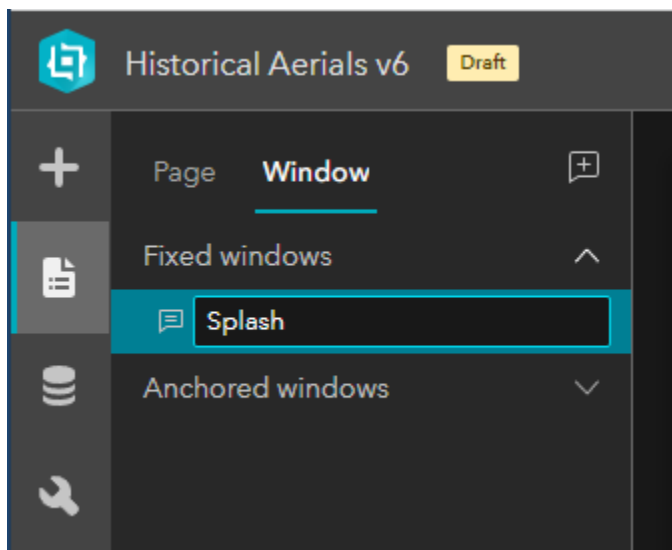 Historical Aerials v6 Draft
Page Window
Fixed windows
Splash
Anchored windows